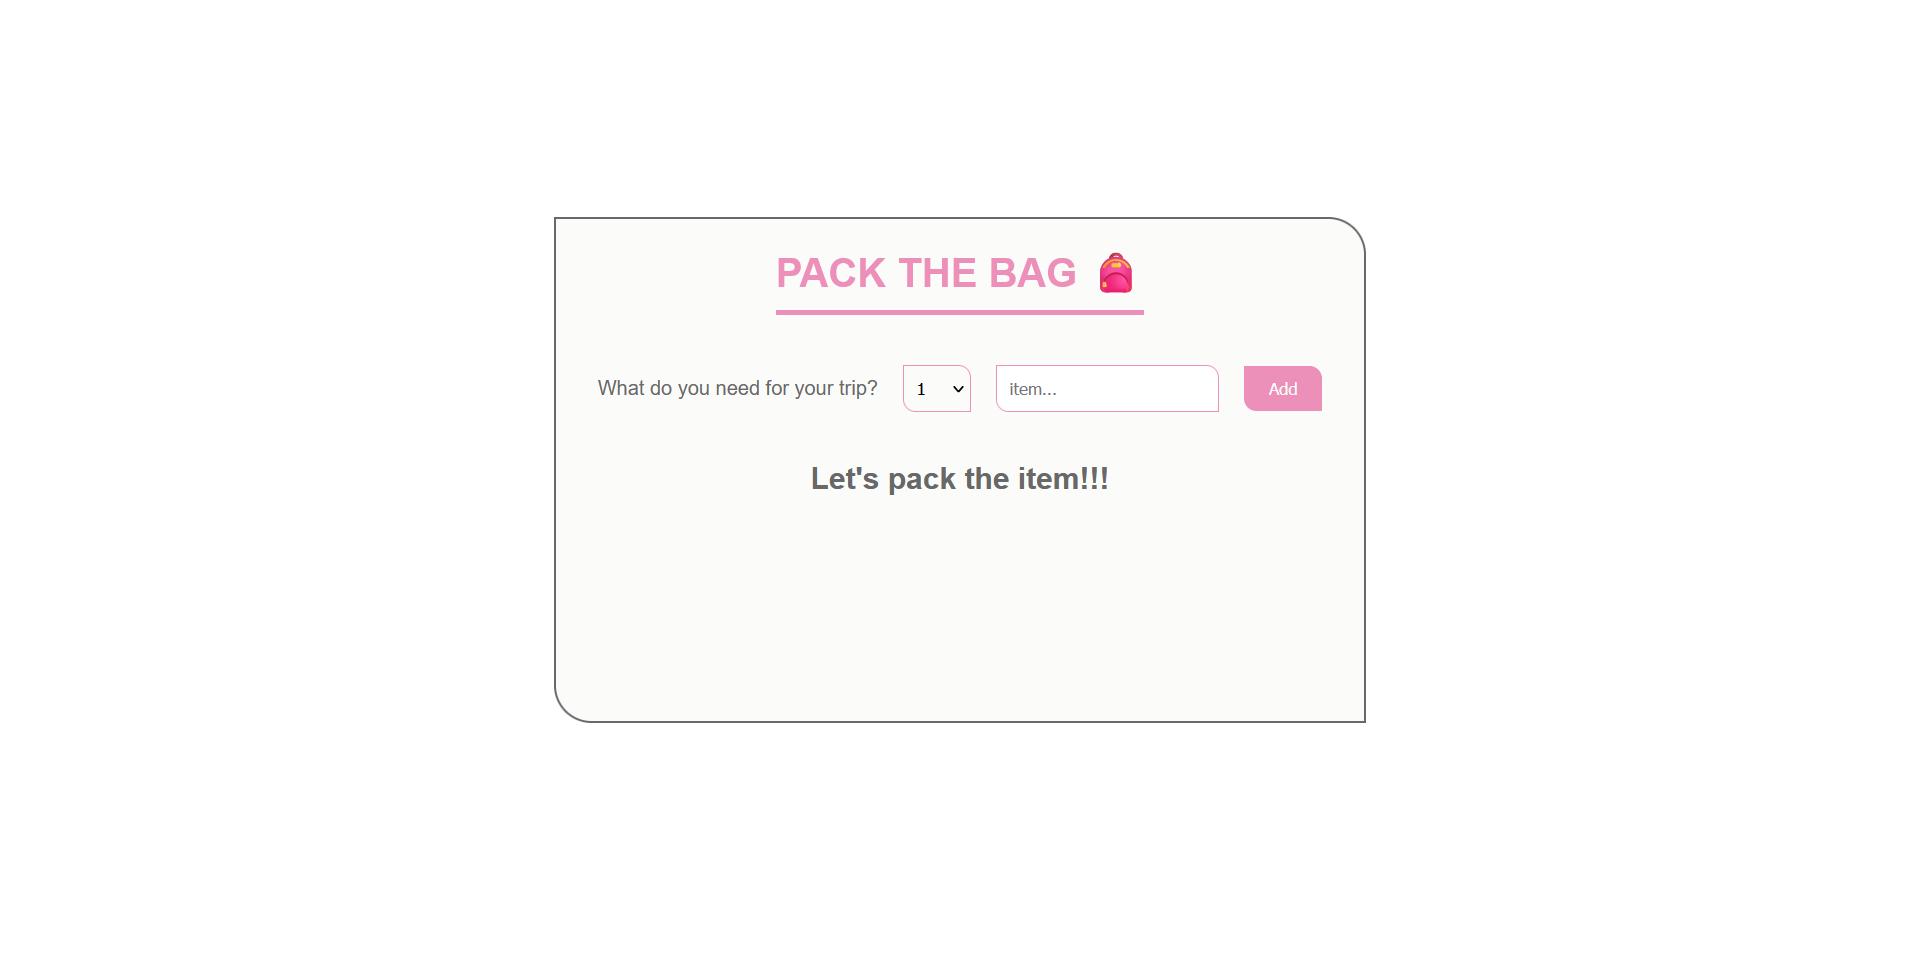 PACK THE BAG 🎒
What do you need for your trip? 1 item... Add
Let's pack the item!!!